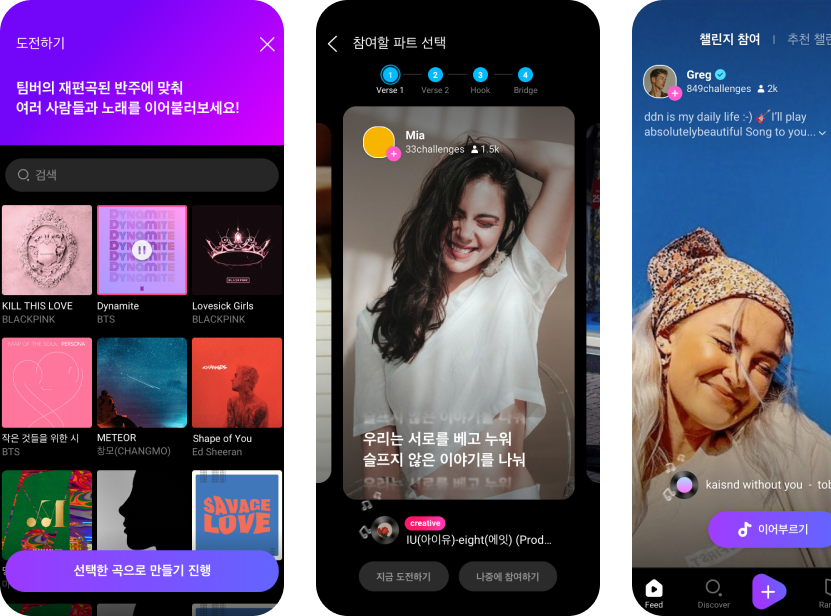 도전하기
팀버의 재편곡된 반주에 맞춰
여러 사람들과 노래를 이어불러보세요!
검색
DYNAMITE
KILL THIS LOVE
BLACKPINK
Dynamite
BTS
Lovesick Girls
BLACKPINK
MAP OF THE SOUL : PERSONA
작은 것들을 위한 시
BTS
METEOR
창모(CHANGMO)
Shape of You
Ed Sheeran
SAVAGE
LOVE
선택한 곡으로 만들기 진행
참여할 파트 선택
1
2
3
4
Verse 1
Verse 2
Hook
Bridge
Mia
33challenges
1.5k
우리는 서로를 베고 누워
슬프지 않은 이야기를 나눠
creative
IU(아이유)-eight(에잇) (Prod...
지금 도전하기
나중에 참여하기
챌린지 참여
추천 챌린
Greg
849challenges
2k
ddn is my daily life :-) I'll play
absolutelybeautiful Song to you...
kaisnd without you - tob
이어부르기
Feed
Discover
Ran